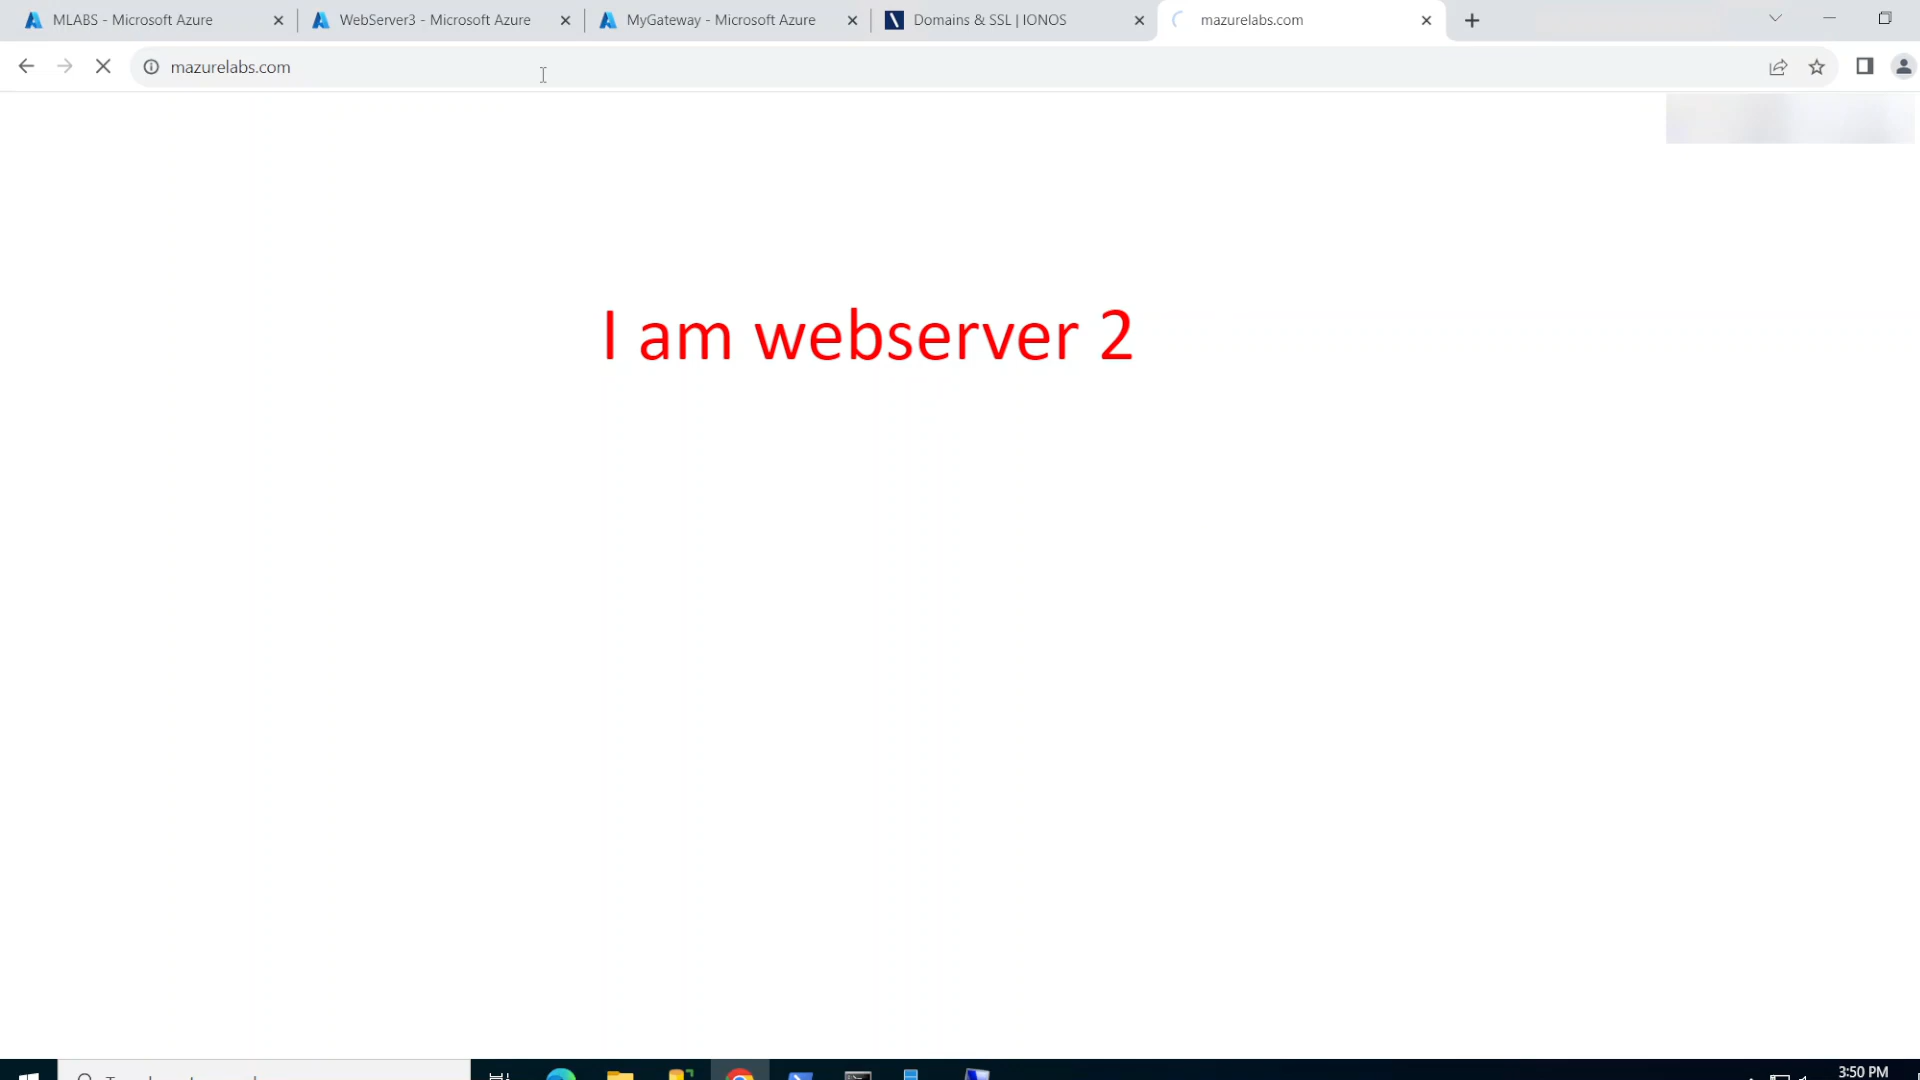 MLABS - Microsoft Azure
WebServer3 - Microsoft Azure
MyGateway - Microsoft Azure
Domains & SSL | IONOS
mazurelabs.com
mazurelabs.com
I am webserver 2
3:50 PM